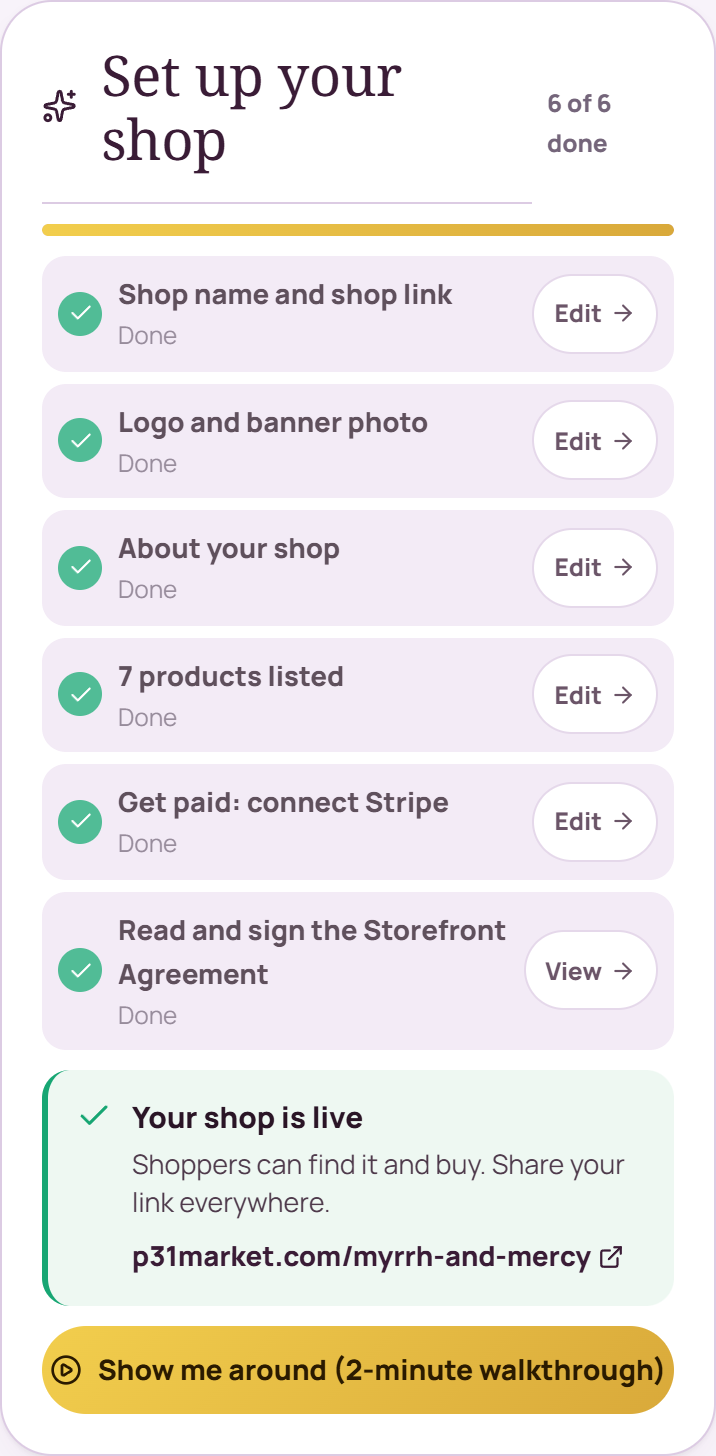 Set up your
shop
6 of 6
done
Shop name and shop link
Done
Edit →
Logo and banner photo
Done
Edit →
About your shop
Done
Edit →
7 products listed
Done
Edit →
Get paid: connect Stripe
Done
Edit →
Read and sign the Storefront
Agreement
Done
View →
Your shop is live
Shoppers can find it and buy. Share your
link everywhere.
p31market.com/myrrh-and-mercy
Show me around (2-minute walkthrough)